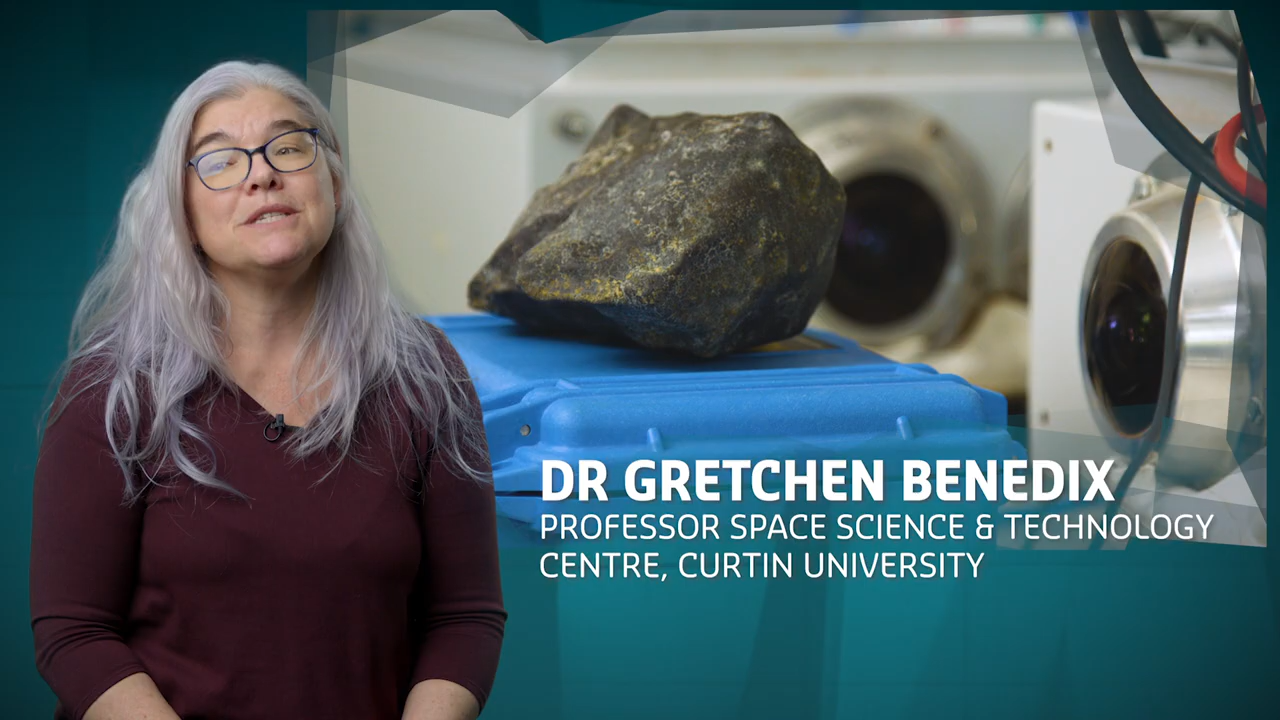 DR GRETCHEN BENEDIX
PROFESSOR SPACE SCIENCE & TECHNOLOGY
CENTRE, CURTIN UNIVERSITY